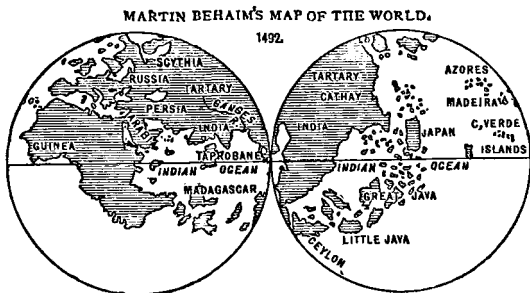 MARTIN BEHAIM'S MAP OF THE WORLD.
1492.
SCYTHIA
RUSSIA
TARTARY
PERSIA
GANGES R.
ARABIA
INDIA
GUINEA
TAPROBANE
INDIAN OCEAN
MADAGASCAR
TARTARY
CATHAY
INDIA
AZORES
MADEIRA
JAPAN
C. VERDE
ISLANDS
INDIAN OCEAN
GREAT JAVA
LITTLE JAVA
CEYLON